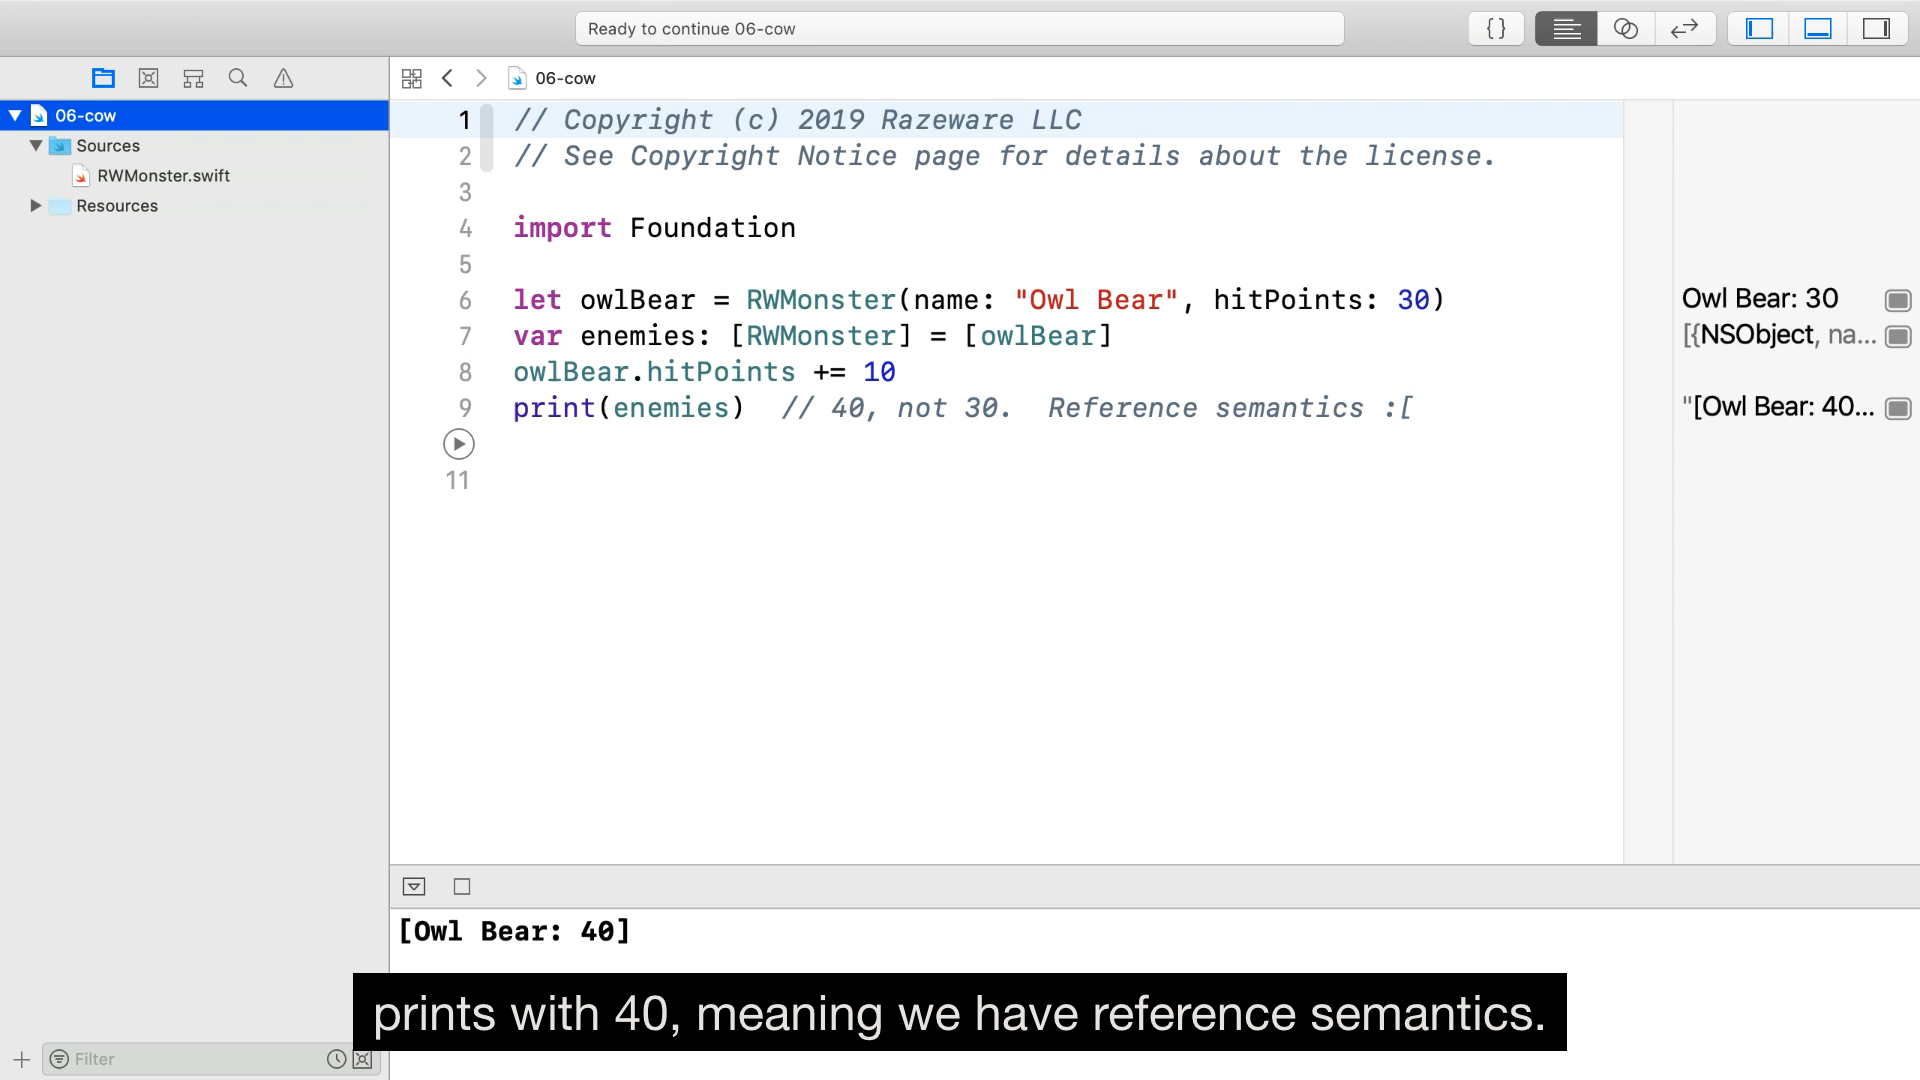 Ready to continue 06-cow
{ }
06-cow
06-cow
Sources
RWMonster.swift
Resources
1 // Copyright (c) 2019 Razeware LLC
2 // See Copyright Notice page for details about the license.
3
4 import Foundation
5
6 let owlBear = RWMonster(name: "Owl Bear", hitPoints: 30)
7 var enemies: [RWMonster] = [owlBear]
8 owlBear.hitPoints += 10
9 print(enemies) // 40, not 30. Reference semantics :[
11
Owl Bear: 30
[{NSObject, na...
"[Owl Bear: 40...
[Owl Bear: 40]
prints with 40, meaning we have reference semantics.
Filter